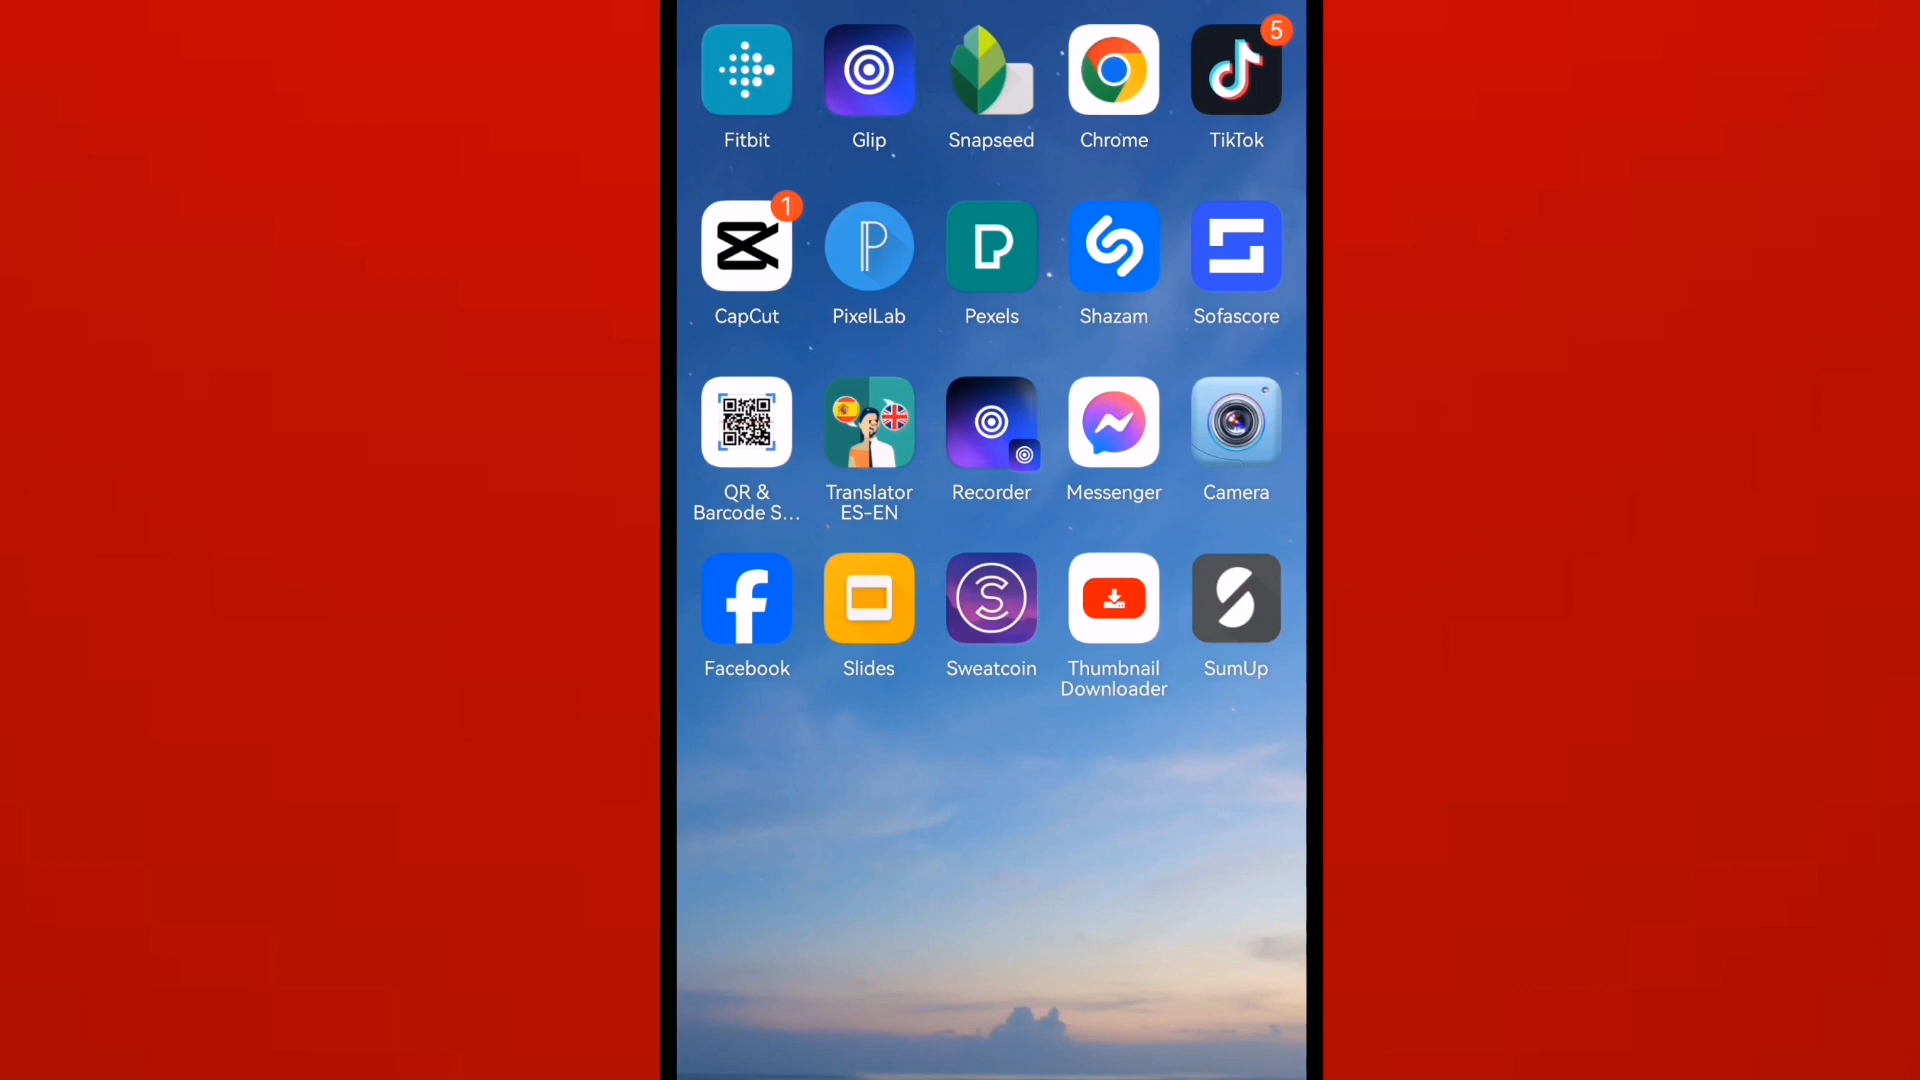 5
Fitbit Glip Snapseed Chrome TikTok
1
CapCut PixelLab Pexels Shazam Sofascore
QR & Barcode S...
Translator ES-EN
Recorder Messenger Camera
Facebook Slides Sweatcoin
Thumbnail Downloader
SumUp